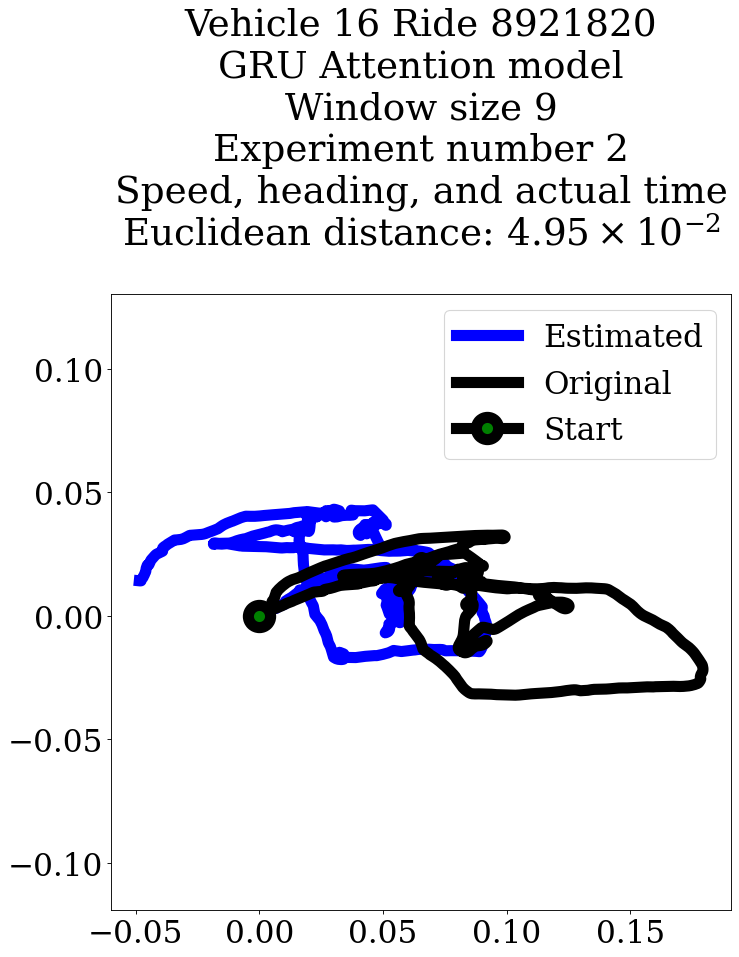 Vehicle 16 Ride 8921820
GRU Attention model
Window size 9
Experiment number 2
Speed, heading, and actual time
Euclidean distance: 4.95 × 10⁻²
Estimated
Original
Start
0.10
0.05
0.00
−0.05
−0.10
−0.05 0.00 0.05 0.10 0.15